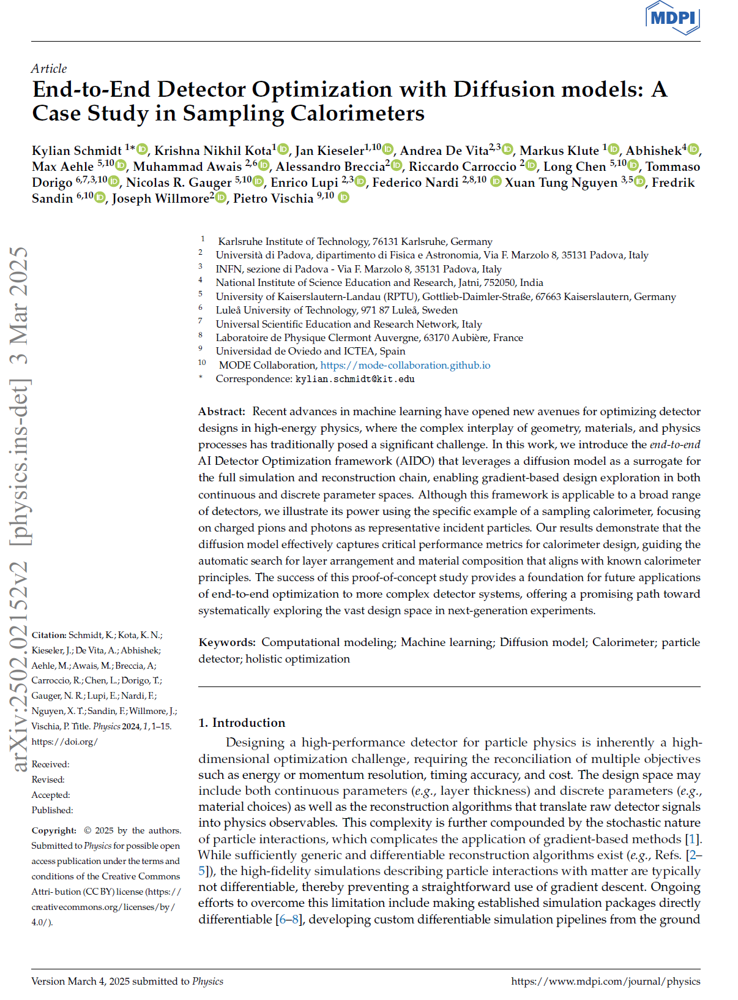 MDPI
Article
End-to-End Detector Optimization with Diffusion models: A
Case Study in Sampling Calorimeters
Kylian Schmidt 1*iD, Krishna Nikhil Kota1iD, Jan Kieseler1,10iD, Andrea De Vita2,3iD, Markus Klute 1iD, Abhishek4iD,
Max Aehle 5,10iD, Muhammad Awais 2,6iD, Alessandro Breccia2iD, Riccardo Carroccio 2iD, Long Chen 5,10iD, Tommaso
Dorigo 6,7,3,10iD, Nicolas R. Gauger 5,10iD, Enrico Lupi 2,3iD, Federico Nardi 2,8,10 iD Xuan Tung Nguyen 3,5iD, Fredrik
Sandin 6,10iD, Joseph Willmore2iD, Pietro Vischia 9,10 iD
1 Karlsruhe Institute of Technology, 76131 Karlsruhe, Germany
2 Università di Padova, dipartimento di Fisica e Astronomia, Via F. Marzolo 8, 35131 Padova, Italy
3 INFN, sezione di Padova - Via F. Marzolo 8, 35131 Padova, Italy
4 National Institute of Science Education and Research, Jatni, 752050, India
5 University of Kaiserslautern-Landau (RPTU), Gottlieb-Daimler-Straße, 67663 Kaiserslautern, Germany
6 Luleå University of Technology, 971 87 Luleå, Sweden
7 Universal Scientific Education and Research Network, Italy
8 Laboratoire de Physique Clermont Auvergne, 63170 Aubière, France
9 Universidad de Oviedo and ICTEA, Spain
10 MODE Collaboration, https://mode-collaboration.github.io
* Correspondence: kylian.schmidt@kit.edu
Abstract: Recent advances in machine learning have opened new avenues for optimizing detector
designs in high-energy physics, where the complex interplay of geometry, materials, and physics
processes has traditionally posed a significant challenge. In this work, we introduce the end-to-end
AI Detector Optimization framework (AIDO) that leverages a diffusion model as a surrogate for
the full simulation and reconstruction chain, enabling gradient-based design exploration in both
continuous and discrete parameter spaces. Although this framework is applicable to a broad range
of detectors, we illustrate its power using the specific example of a sampling calorimeter, focusing
on charged pions and photons as representative incident particles. Our results demonstrate that the
diffusion model effectively captures critical performance metrics for calorimeter design, guiding the
automatic search for layer arrangement and material composition that aligns with known calorimeter
principles. The success of this proof-of-concept study provides a foundation for future applications
of end-to-end optimization to more complex detector systems, offering a promising path toward
systematically exploring the vast design space in next-generation experiments.
Keywords: Computational modeling; Machine learning; Diffusion model; Calorimeter; particle
detector; holistic optimization
1. Introduction
Designing a high-performance detector for particle physics is inherently a high-
dimensional optimization challenge, requiring the reconciliation of multiple objectives
such as energy or momentum resolution, timing accuracy, and cost. The design space may
include both continuous parameters (e.g., layer thickness) and discrete parameters (e.g.,
material choices) as well as the reconstruction algorithms that translate raw detector signals
into physics observables. This complexity is further compounded by the stochastic nature
of particle interactions, which complicates the application of gradient-based methods [1].
While sufficiently generic and differentiable reconstruction algorithms exist (e.g., Refs. [2–
5]), the high-fidelity simulations describing particle interactions with matter are typically
not differentiable, thereby preventing a straightforward use of gradient descent. Ongoing
efforts to overcome this limitation include making established simulation packages directly
differentiable [6–8], developing custom differentiable simulation pipelines from the ground
Citation: Schmidt, K.; Kota, K. N.;
Kieseler, J.; De Vita, A.; Abhishek;
Aehle, M.; Awais, M.; Breccia, A;
Carroccio, R.; Chen, L.; Dorigo, T.;
Gauger, N. R.; Lupi, E.; Nardi, F.;
Nguyen, X. T.; Sandin, F.; Willmore, J.;
Vischia, P. Title. Physics 2024, 1, 1–15.
https://doi.org/
Received:
Revised:
Accepted:
Published:
Copyright: © 2025 by the authors.
Submitted to Physics for possible open
access publication under the terms and
conditions of the Creative Commons
Attri- bution (CC BY) license (https://
creativecommons.org/licenses/by/
4.0/).
arXiv:2502.02152v2 [physics.ins-det] 3 Mar 2025
Version March 4, 2025 submitted to Physics
https://www.mdpi.com/journal/physics